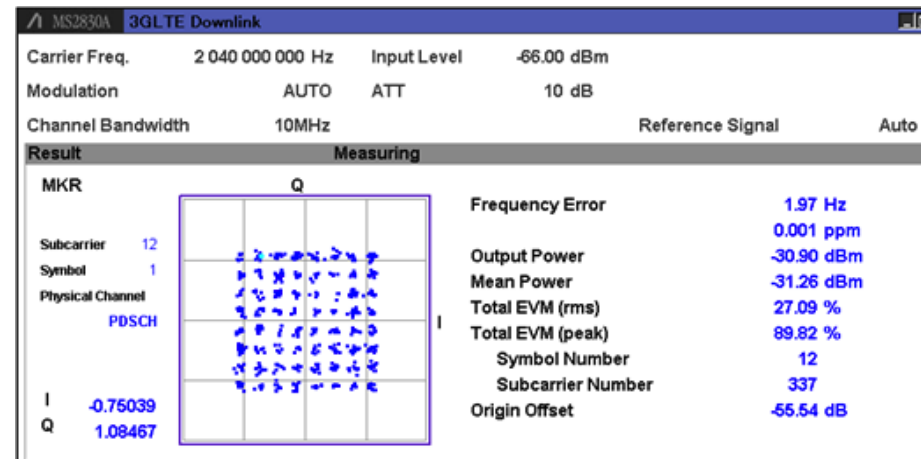 MS2830A 3GLTE Downlink
Carrier Freq. 2 040 000 000 Hz Input Level -66.00 dBm
Modulation AUTO ATT 10 dB
Channel Bandwidth 10MHz Reference Signal Auto
Result Measuring
MKR Q
Frequency Error 1.97 Hz
0.001 ppm
Subcarrier 12
Output Power -30.90 dBm
Symbol 1
Mean Power -31.26 dBm
Physical Channel
Total EVM (rms) 27.09 %
PDSCH
I
Total EVM (peak) 89.82 %
Symbol Number 12
Subcarrier Number 337
I -0.75039
Origin Offset -55.54 dB
Q 1.08467